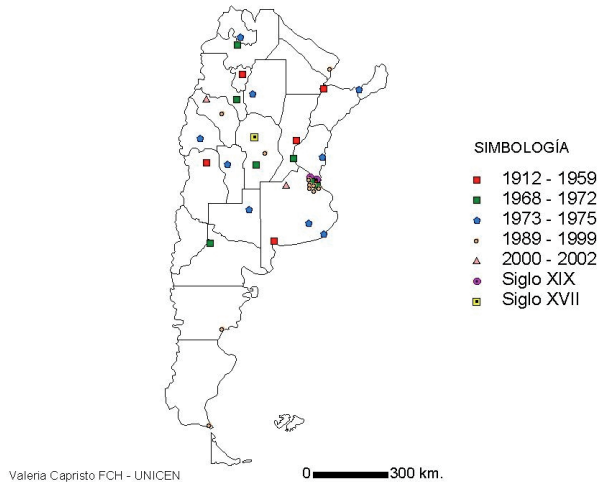 SIMBOLOGÍA
1912 - 1959
1968 - 1972
1973 - 1975
1989 - 1999
2000 - 2002
Siglo XIX
Siglo XVII
Valeria Capristo FCH - UNICEN
0 300 km.